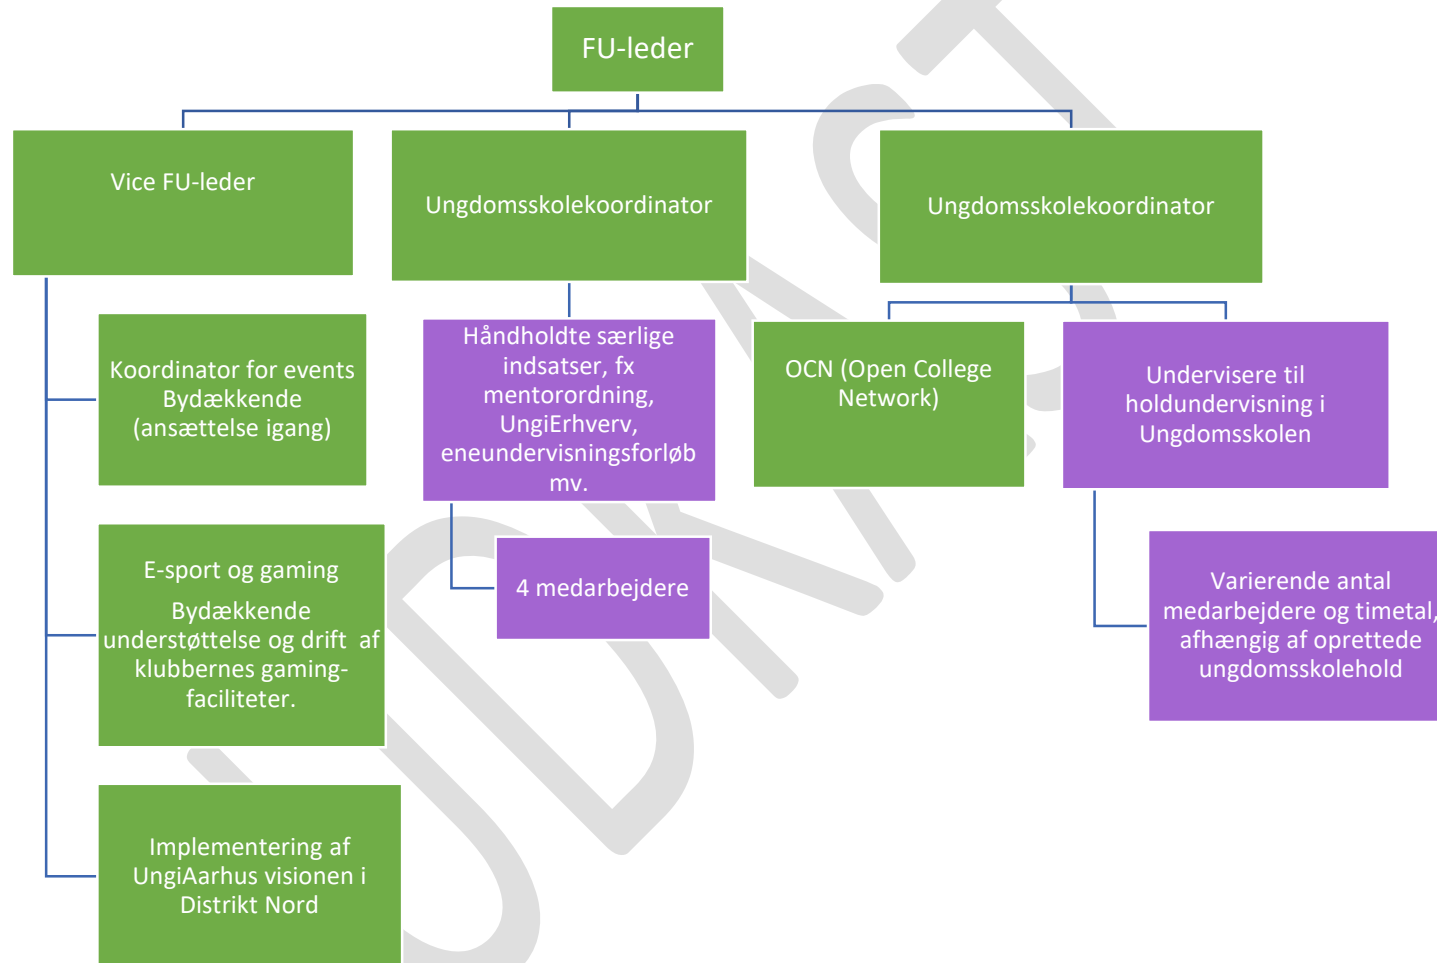 FU-leder
Vice FU-leder
Ungdomsskolekoordinator
Ungdomsskolekoordinator
Koordinator for events
Bydækkende
(ansættelse igang)
E-sport og gaming
Bydækkende
understøttelse og drift af
klubbernes gaming-
faciliteter.
Implementering af
UngiAarhus visionen i
Distrikt Nord
Håndholdte særlige
indsatser, fx
mentorordning,
UngiErhverv,
eneundervisningsforløb
mv.
4 medarbejdere
OCN (Open College
Network)
Undervisere til
holdundervisning i
Ungdomsskolen
Varierende antal
medarbejdere og timetal,
afhængig af oprettede
ungdomsskolehold
UDKAST